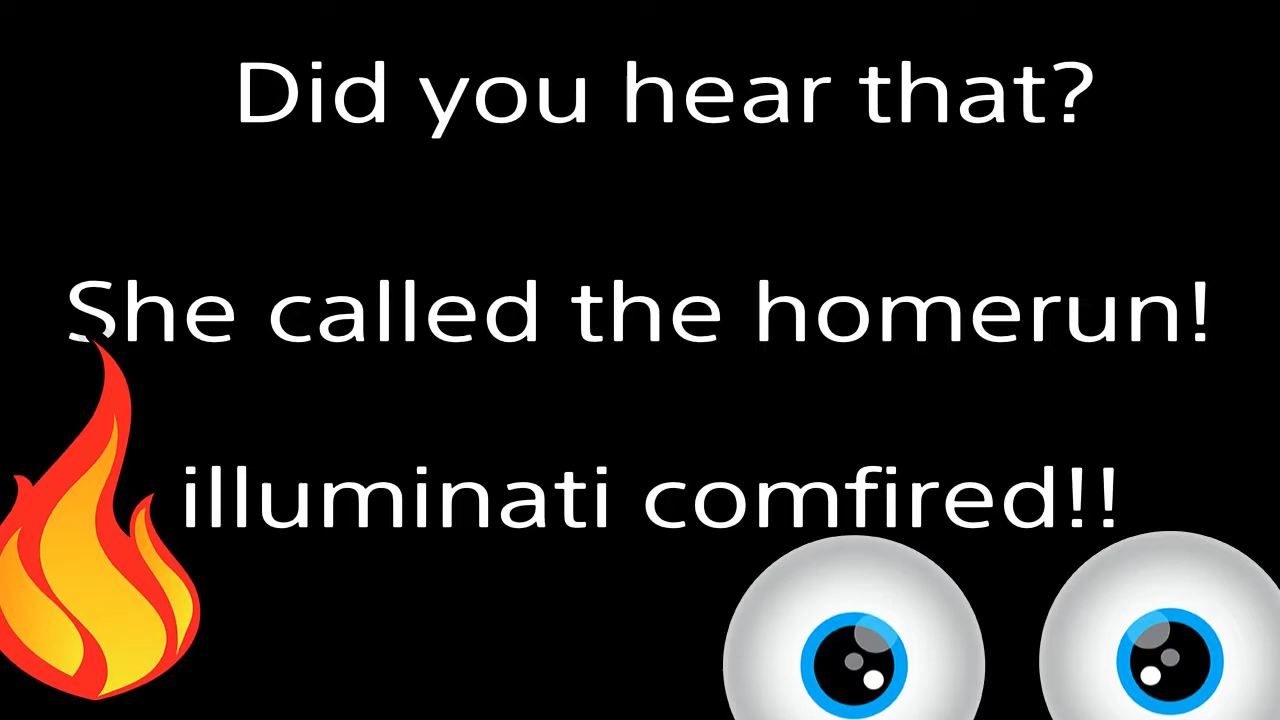 Did you hear that?
She called the homerun!
illuminati comfired!!